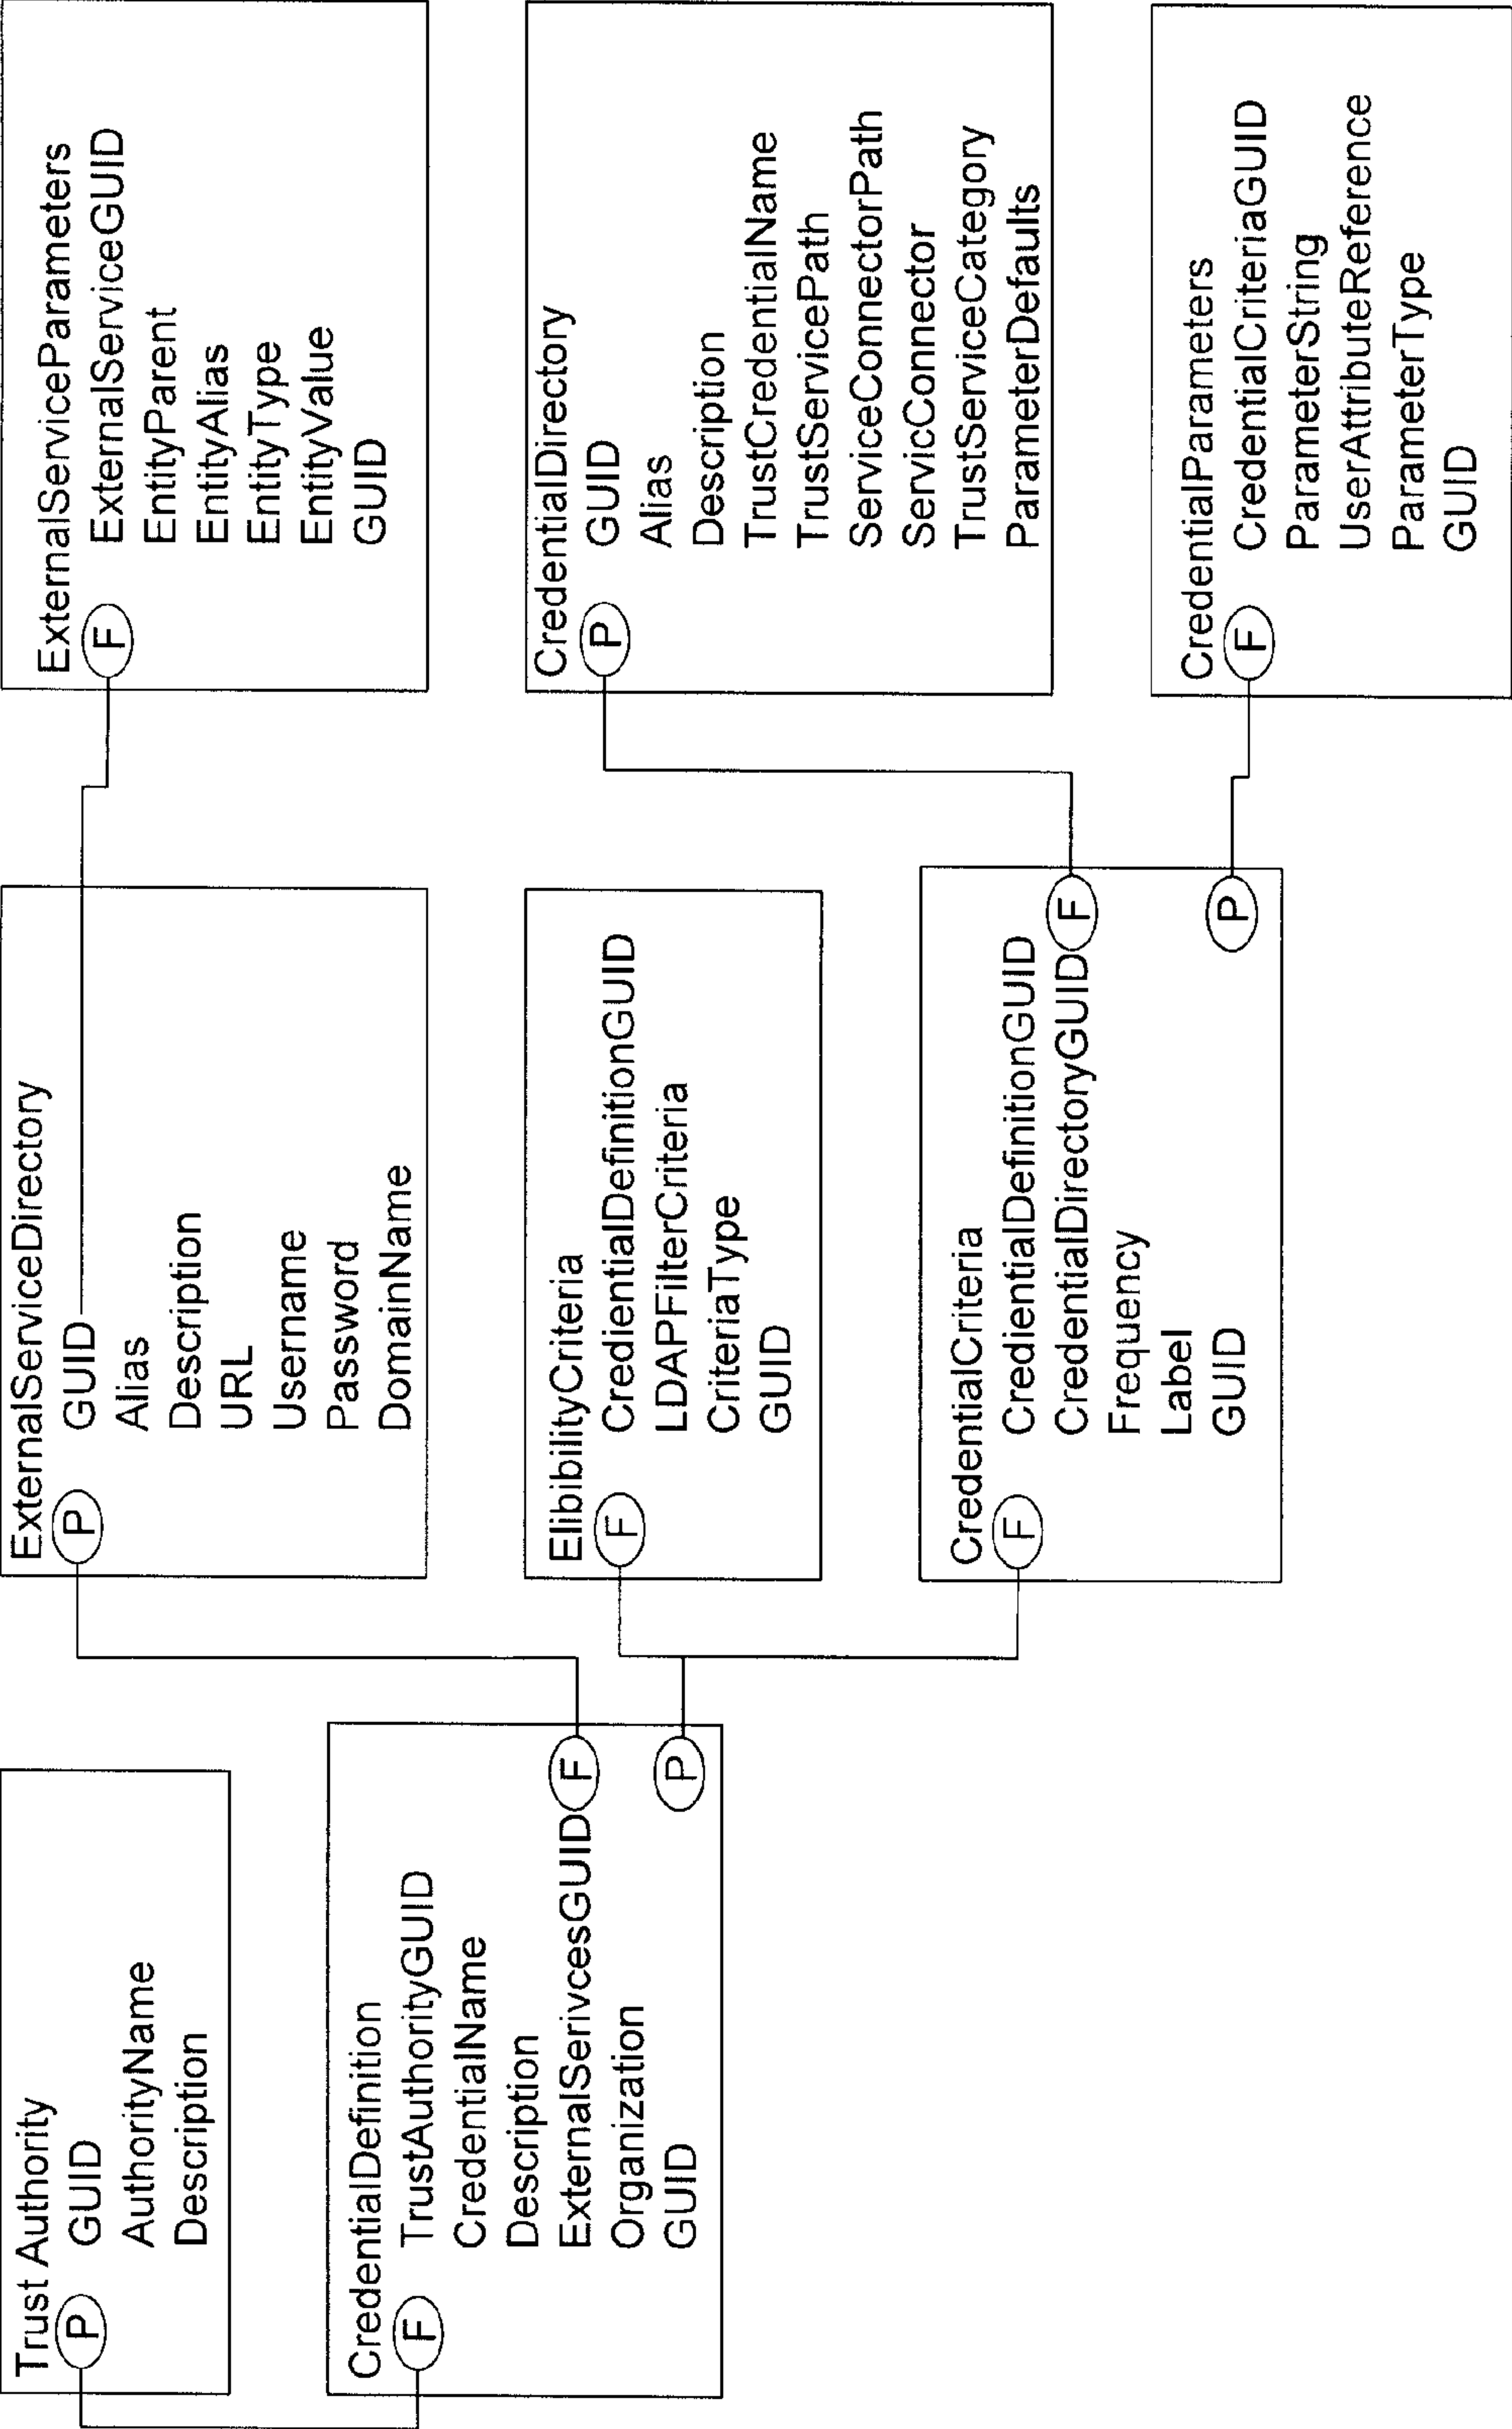 Trust Authority
P GUID
AuthorityName
Description
CredentialDefinition
F TrustAuthorityGUID
CredentialName
Description
ExternalSerivcesGUID F
Organization
GUID P
ExternalServiceDirectory
P GUID
Alias
Description
URL
Username
Password
DomainName
ElibibilityCriteria
F CredientialDefinitionGUID
LDAPFilterCriteria
CriteriaType
GUID
CredentialCriteria
F CredientialDefinitionGUID
CredentialDirectoryGUID F
Frequency
Label
GUID P
ExternalServiceParameters
F ExternalServiceGUID
EntityParent
EntityAlias
EntityType
EntityValue
GUID
CredentialDirectory
P GUID
Alias
Description
TrustCredentialName
TrustServicePath
ServiceConnectorPath
ServicConnector
TrustServiceCategory
ParameterDefaults
CredentialParameters
F CredentialCriteriaGUID
ParameterString
UserAttributeReference
ParameterType
GUID